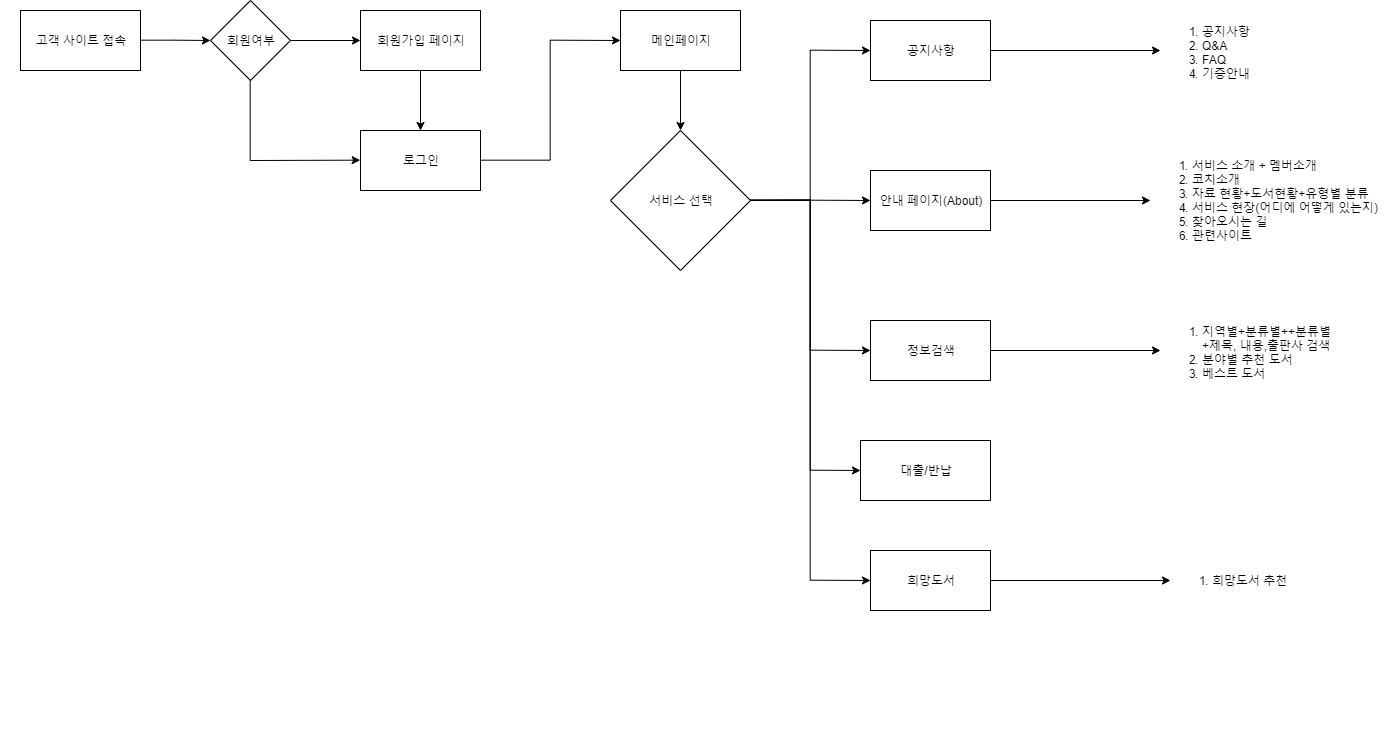 고객 사이트 접속
회원여부
회원가입 페이지
로그인
메인페이지
서비스 선택
공지사항
1. 공지사항
2. Q&A
3. FAQ
4. 기증안내
안내 페이지(About)
1. 서비스 소개 + 멤버소개
2. 코치소개
3. 자료 현황+도서현황+유형별 분류
4. 서비스 현장(어디에 어떻게 있는지)
5. 찾아오시는 길
6. 관련사이트
정보검색
1. 지역별+분류별++분류별
+제목, 내용,출판사 검색
2. 분야별 추천 도서
3. 베스트 도서
대출/반납
희망도서
1. 희망도서 추천